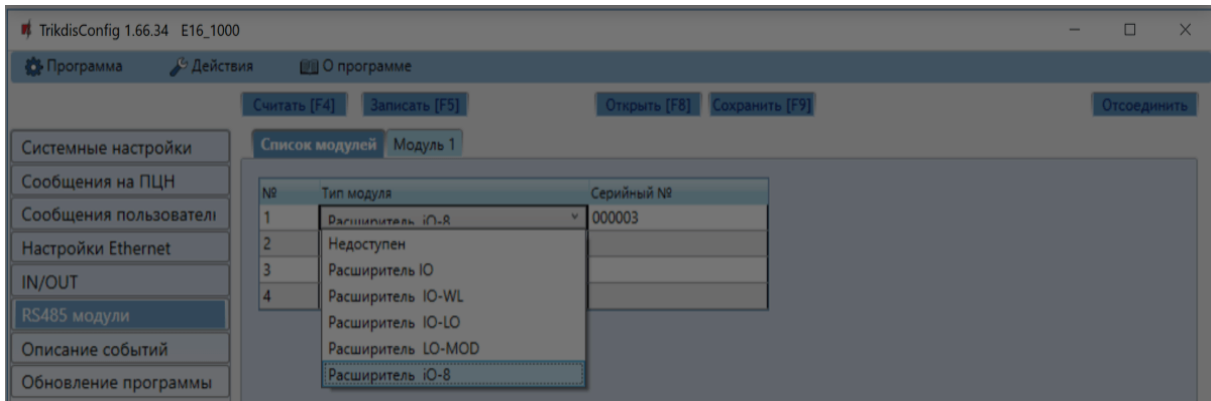 TrikdisConfig 1.66.34 E16_1000
Программа Действия О программе
Считать [F4] Записать [F5] Открыть [F8] Сохранить [F9] Отсоединить
Системные настройки
Сообщения на ПЦН
Сообщения пользовател
Настройки Ethernet
IN/OUT
RS485 модули
Описание событий
Обновление программы
Список модулей Модуль 1
№ Тип модуля Серийный №
1 Расширитель iO-8 000003
2
3
4
Недоступен
Расширитель IO
Расширитель IO-WL
Расширитель IO-LO
Расширитель LO-MOD
Расширитель iO-8